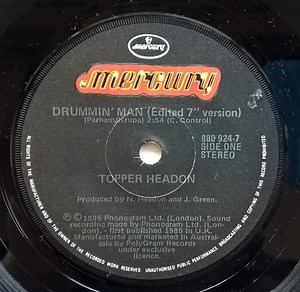 mercury
mercury
DRUMMIN' MAN (Edited 7" version)
(Parham/Krupa) 2:54 (C. Control)
880 924-7
SIDE ONE
STEREO
TOPPER HEADON
Produced by N. Headon and J. Green.
℗ © 1985 Phonogram Ltd. (London). Sound
recording made by Phonogram Ltd. (London)
— first published 1985 in U.K.
Manufactured and marketed in Austral-
asia by PolyGram Records
under exclusive
licence.
ALL RIGHTS OF THE MANUFACTURER AND OF THE OWNER OF THE RECORDED WORK RESERVED UNAUTHORISED PUBLIC PERFORMANCE BROADCASTING AND COPYING OF THIS RECORD PROHIBITED